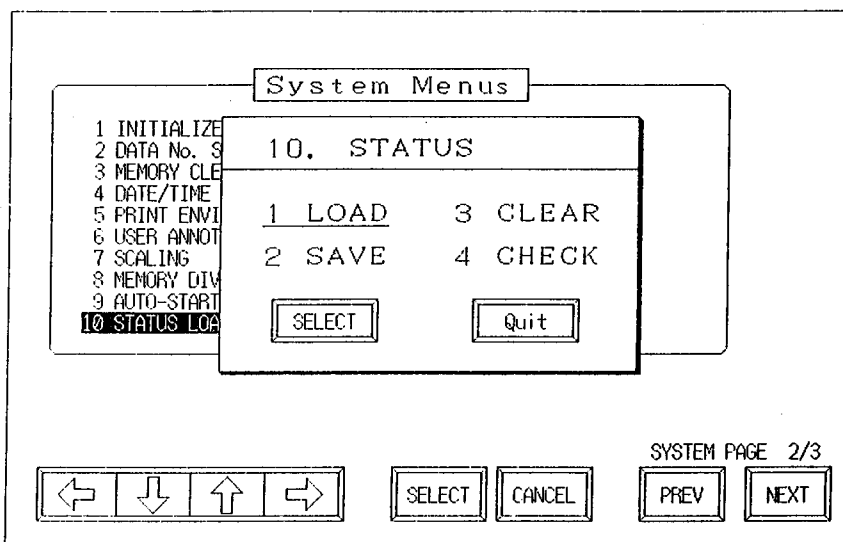 System Menus
1 INITIALIZE
2 DATA No. S
3 MEMORY CLE
4 DATE/TIME
5 PRINT ENVI
6 USER ANNOT
7 SCALING
8 MEMORY DIV
9 AUTO-START
10 STATUS LOA
10. STATUS
1 LOAD 3 CLEAR
2 SAVE 4 CHECK
SELECT Quit
SYSTEM PAGE 2/3
SELECT CANCEL PREV NEXT